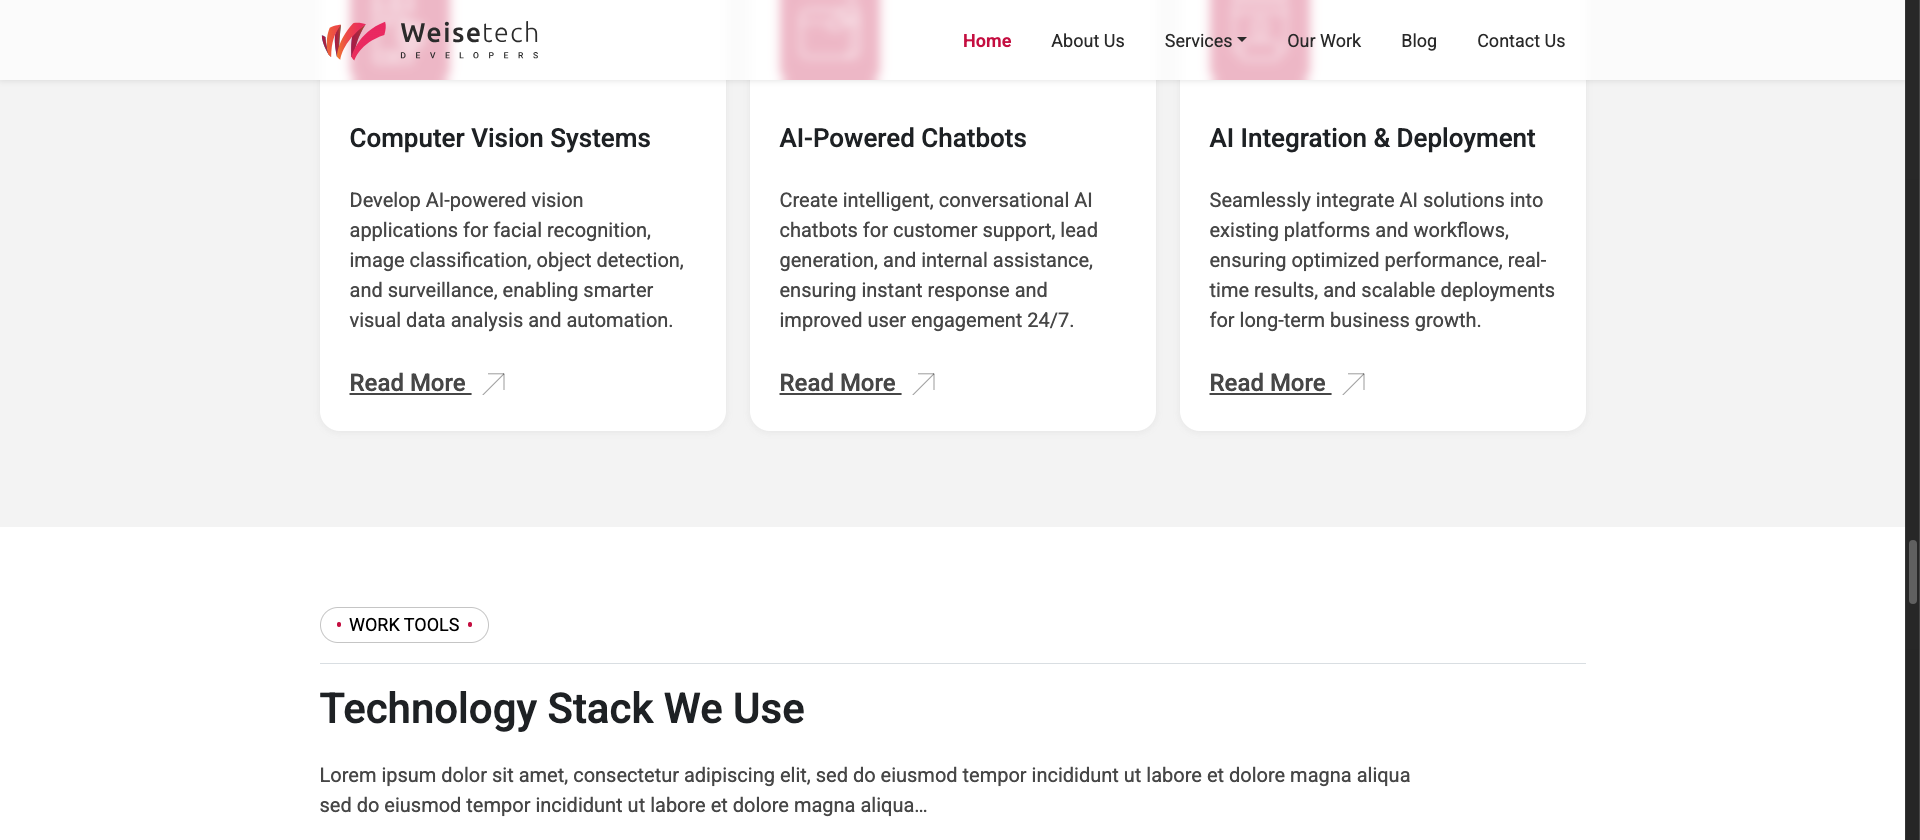 Weisetech
DEVELOPERS
Home
About Us
Services
Our Work
Blog
Contact Us
Computer Vision Systems
Develop AI-powered vision
applications for facial recognition,
image classification, object detection,
and surveillance, enabling smarter
visual data analysis and automation.
Read More
AI-Powered Chatbots
Create intelligent, conversational AI
chatbots for customer support, lead
generation, and internal assistance,
ensuring instant response and
improved user engagement 24/7.
Read More
AI Integration & Deployment
Seamlessly integrate AI solutions into
existing platforms and workflows,
ensuring optimized performance, real-
time results, and scalable deployments
for long-term business growth.
Read More
• WORK TOOLS •
Technology Stack We Use
Lorem ipsum dolor sit amet, consectetur adipiscing elit, sed do eiusmod tempor incididunt ut labore et dolore magna aliqua
sed do eiusmod tempor incididunt ut labore et dolore magna aliqua...